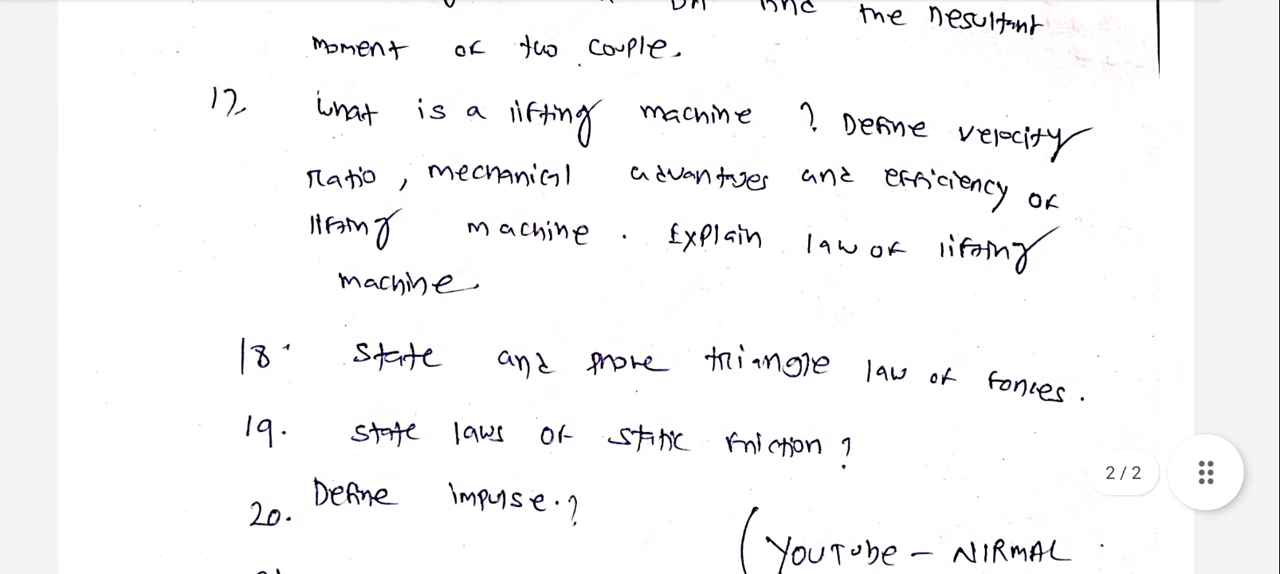 the resultant
moment of two couple.
17. What is a lifting machine ? Define velocity
ratio, mechanical advantages and efficiency of
lifting machine. Explain law of lifting
machine.
18. State and prove triangle law of forces.
19. State laws of static friction ?
20. Define impulse. ?
2/2
(YouTube - NIRMAL